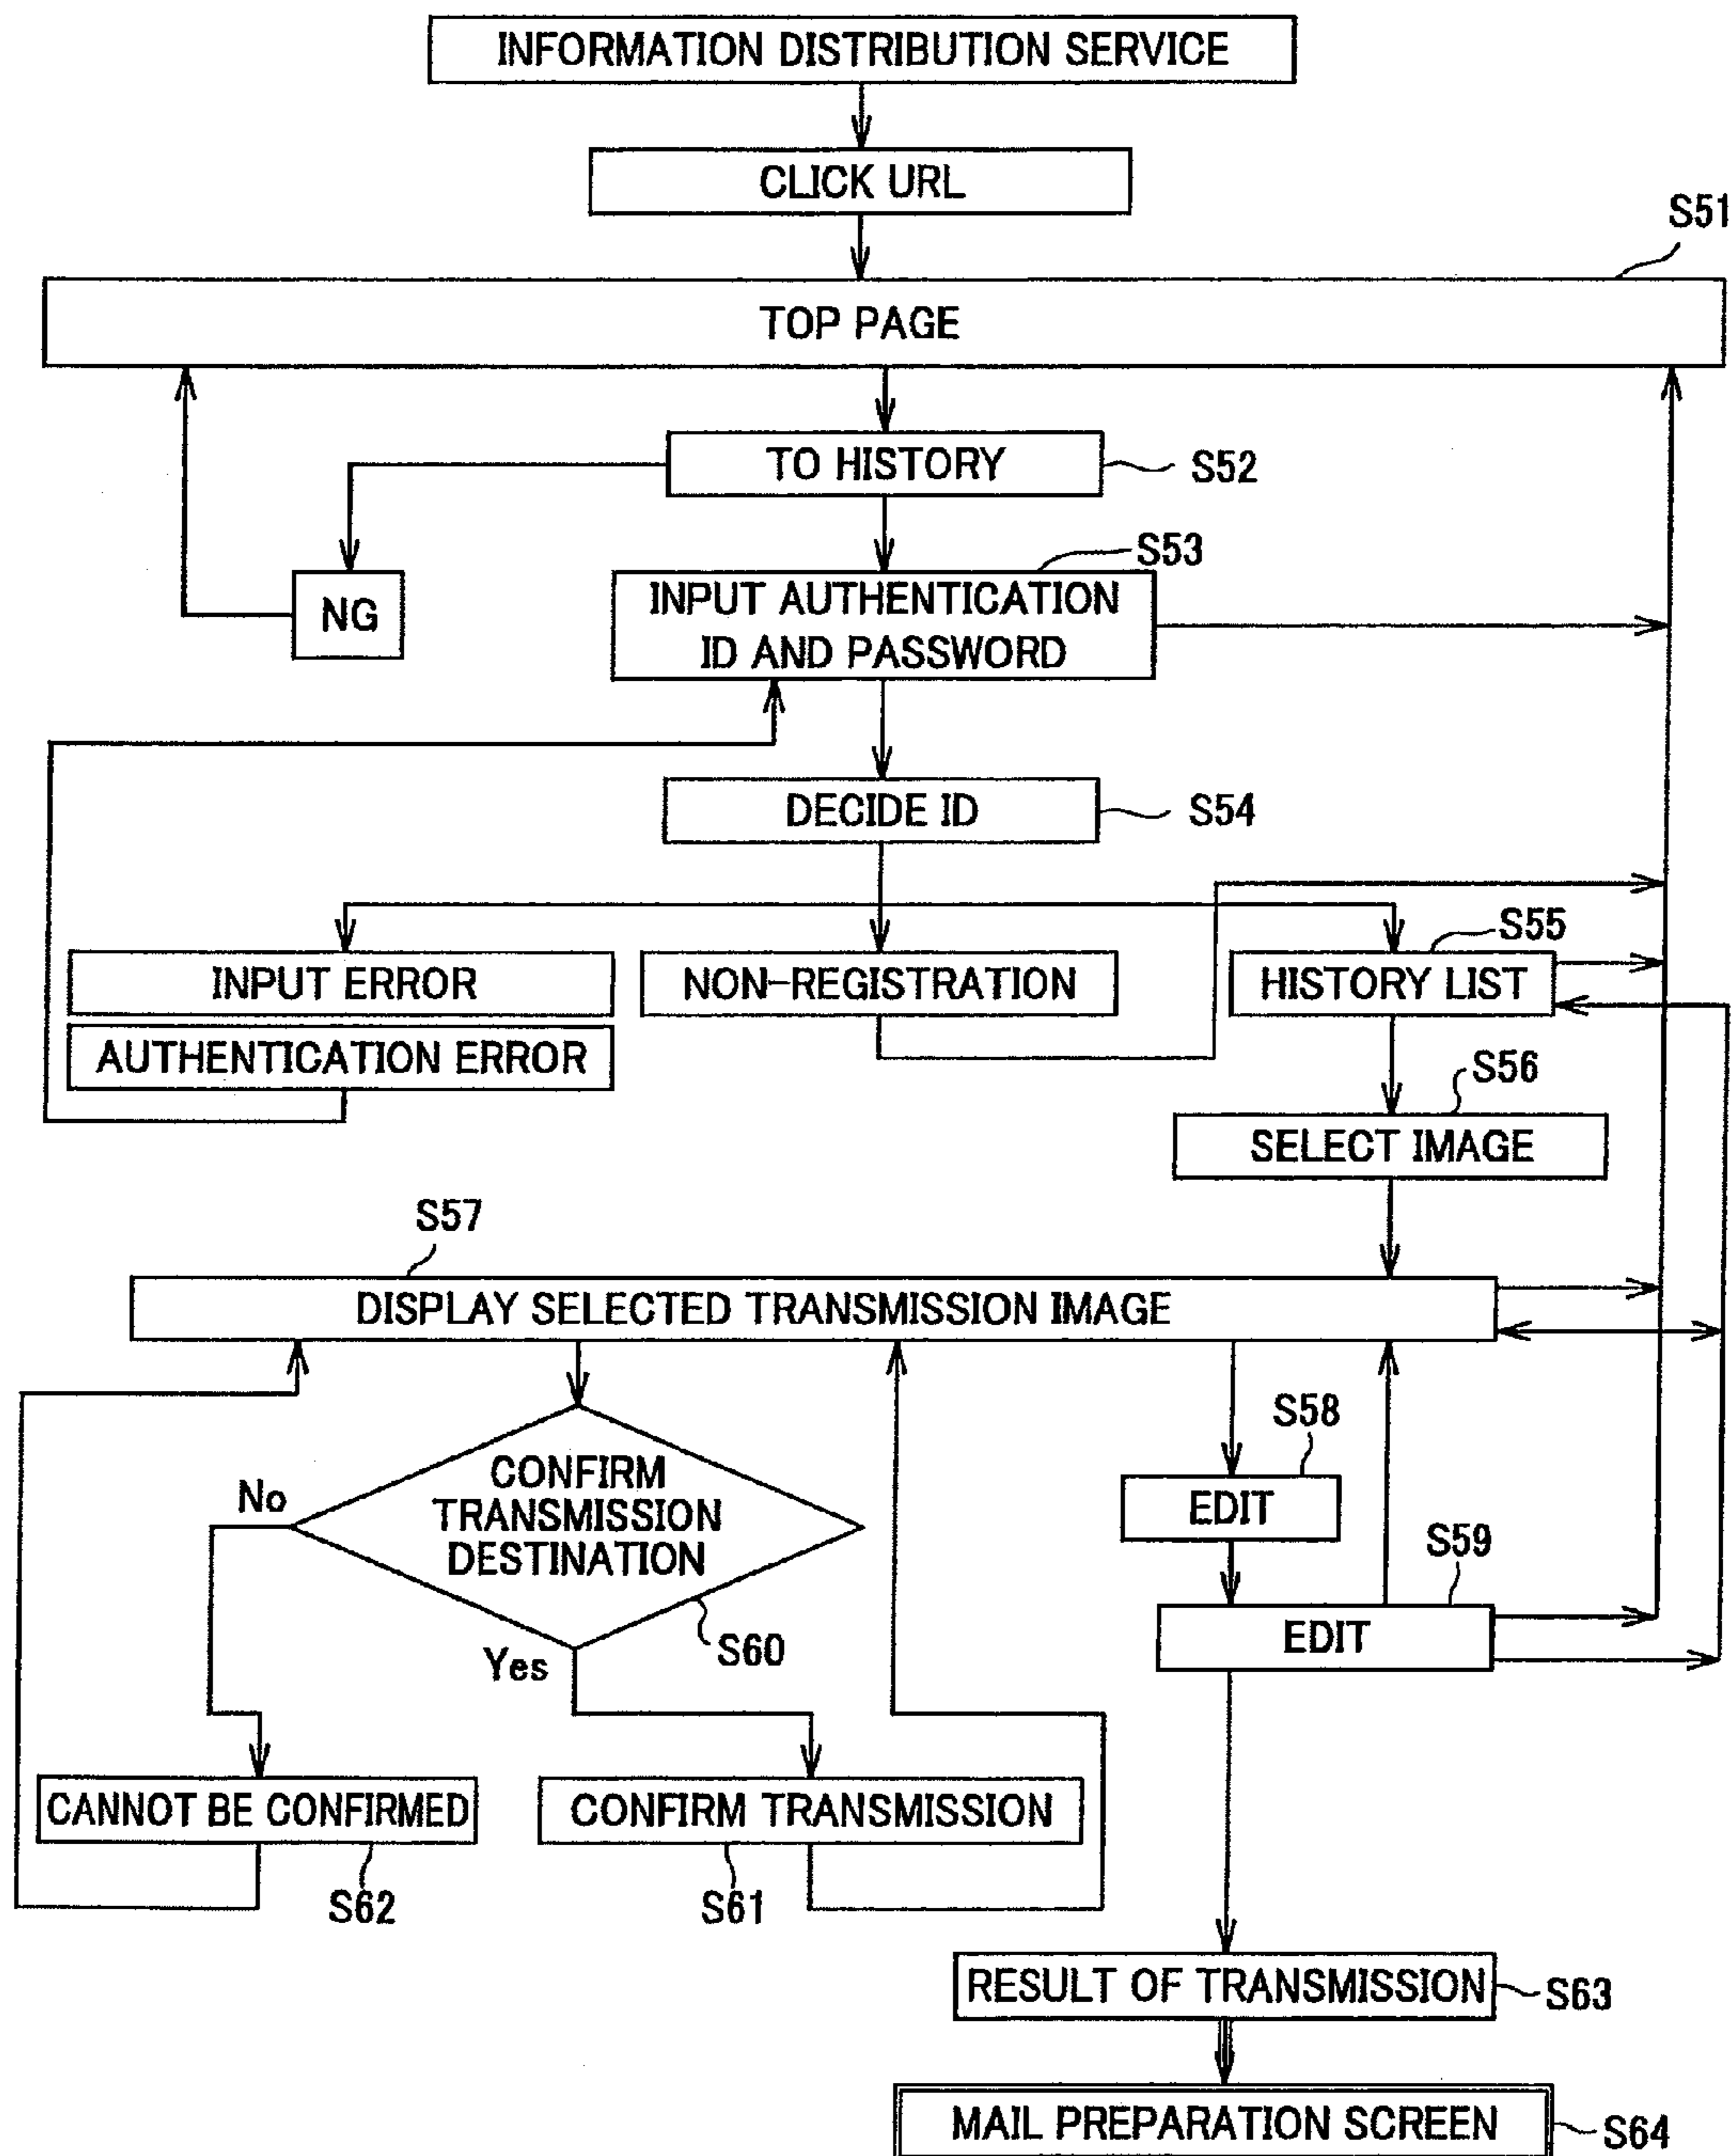 INFORMATION DISTRIBUTION SERVICE
CLICK URL
S51
TOP PAGE
TO HISTORY
S52
S53
NG
INPUT AUTHENTICATION
ID AND PASSWORD
DECIDE ID
S54
S55
INPUT ERROR
NON-REGISTRATION
HISTORY LIST
AUTHENTICATION ERROR
S56
SELECT IMAGE
S57
DISPLAY SELECTED TRANSMISSION IMAGE
S58
No
CONFIRM
TRANSMISSION
DESTINATION
EDIT
S59
EDIT
S60
Yes
CANNOT BE CONFIRMED
CONFIRM TRANSMISSION
S62
S61
RESULT OF TRANSMISSION
S63
MAIL PREPARATION SCREEN
S64